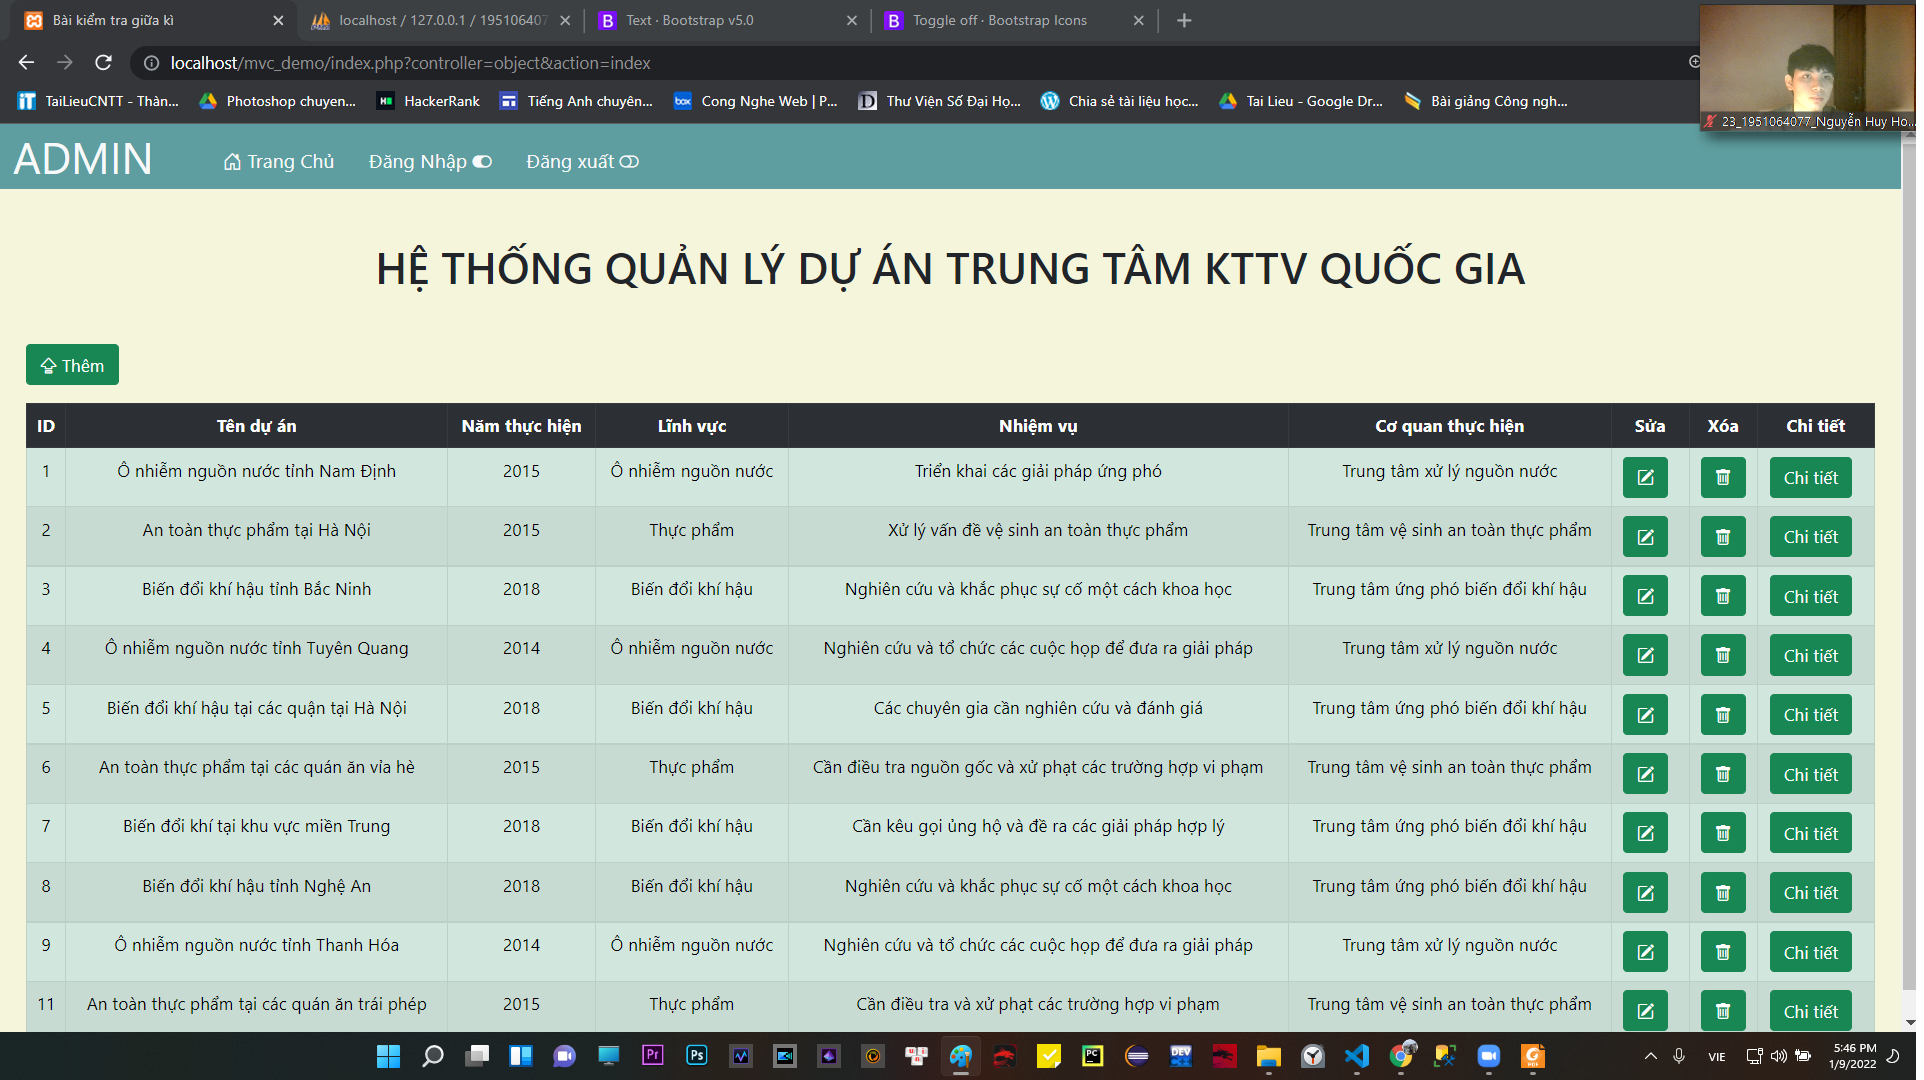 Bài kiểm tra giữa kì
localhost / 127.0.0.1 / 19510640
Text · Bootstrap v5.0
Toggle off · Bootstrap Icons
localhost/mvc_demo/index.php?controller=object&action=index
TaiLieuCNTT - Thàn...
Photoshop chuyen...
HackerRank
Tiếng Anh chuyên...
Cong Nghe Web | P...
Thư Viện Số Đại Họ...
Chia sẻ tài liệu học...
Tai Lieu - Google Dr...
Bài giảng Công ngh...
23_1951064077_Nguyễn Huy Ho...
ADMIN Trang Chủ Đăng Nhập Đăng xuất
HỆ THỐNG QUẢN LÝ DỰ ÁN TRUNG TÂM KTTV QUỐC GIA
Thêm
ID Tên dự án Năm thực hiện Lĩnh vực Nhiệm vụ Cơ quan thực hiện Sửa Xóa Chi tiết
1 Ô nhiễm nguồn nước tỉnh Nam Định 2015 Ô nhiễm nguồn nước Triển khai các giải pháp ứng phó Trung tâm xử lý nguồn nước Chi tiết
2 An toàn thực phẩm tại Hà Nội 2015 Thực phẩm Xử lý vấn đề vệ sinh an toàn thực phẩm Trung tâm vệ sinh an toàn thực phẩm Chi tiết
3 Biến đổi khí hậu tỉnh Bắc Ninh 2018 Biến đổi khí hậu Nghiên cứu và khắc phục sự cố một cách khoa học Trung tâm ứng phó biến đổi khí hậu Chi tiết
4 Ô nhiễm nguồn nước tỉnh Tuyên Quang 2014 Ô nhiễm nguồn nước Nghiên cứu và tổ chức các cuộc họp để đưa ra giải pháp Trung tâm xử lý nguồn nước Chi tiết
5 Biến đổi khí hậu tại các quận tại Hà Nội 2018 Biến đổi khí hậu Các chuyên gia cần nghiên cứu và đánh giá Trung tâm ứng phó biến đổi khí hậu Chi tiết
6 An toàn thực phẩm tại các quán ăn vỉa hè 2015 Thực phẩm Cần điều tra nguồn gốc và xử phạt các trường hợp vi phạm Trung tâm vệ sinh an toàn thực phẩm Chi tiết
7 Biến đổi khí tại khu vực miền Trung 2018 Biến đổi khí hậu Cần kêu gọi ủng hộ và đề ra các giải pháp hợp lý Trung tâm ứng phó biến đổi khí hậu Chi tiết
8 Biến đổi khí hậu tỉnh Nghệ An 2018 Biến đổi khí hậu Nghiên cứu và khắc phục sự cố một cách khoa học Trung tâm ứng phó biến đổi khí hậu Chi tiết
9 Ô nhiễm nguồn nước tỉnh Thanh Hóa 2014 Ô nhiễm nguồn nước Nghiên cứu và tổ chức các cuộc họp để đưa ra giải pháp Trung tâm xử lý nguồn nước Chi tiết
11 An toàn thực phẩm tại các quán ăn trái phép 2015 Thực phẩm Cần điều tra và xử phạt các trường hợp vi phạm Trung tâm vệ sinh an toàn thực phẩm Chi tiết
VIE
5:46 PM
1/9/2022